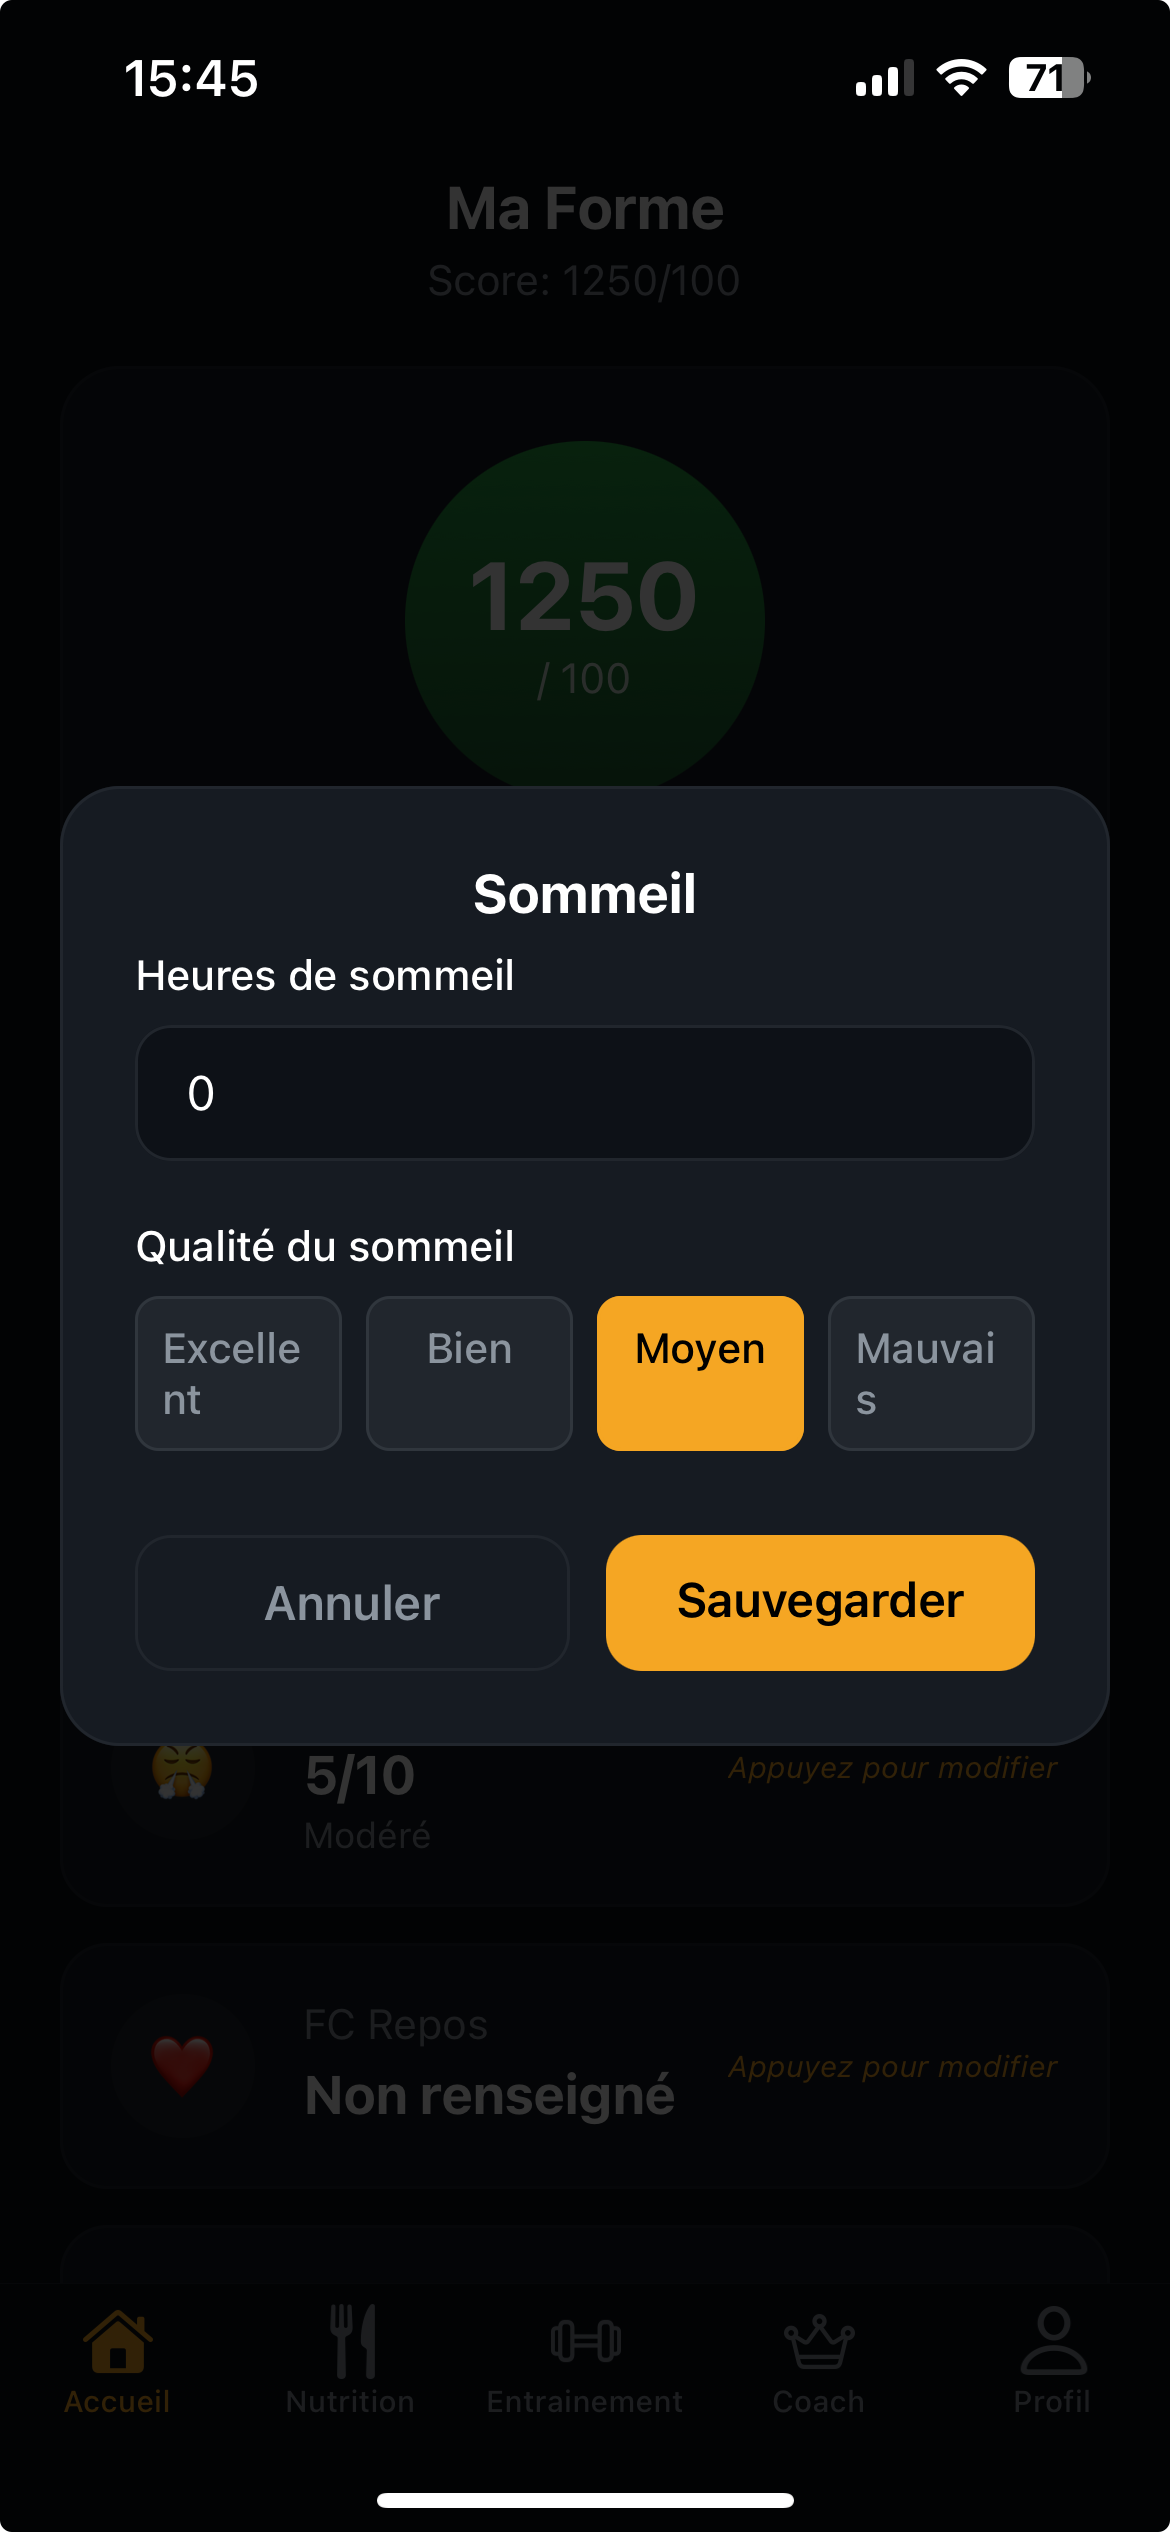 15:45
71
Ma Forme
Score: 1250/100
1250
/ 100
Sommeil
Heures de sommeil
0
Qualité du sommeil
Excelle
nt
Bien
Moyen
Mauvai
s
Annuler
Sauvegarder
5/10
Modéré
Appuyez pour modifier
FC Repos
Non renseigné
Appuyez pour modifier
Accueil
Nutrition
Entrainement
Coach
Profil